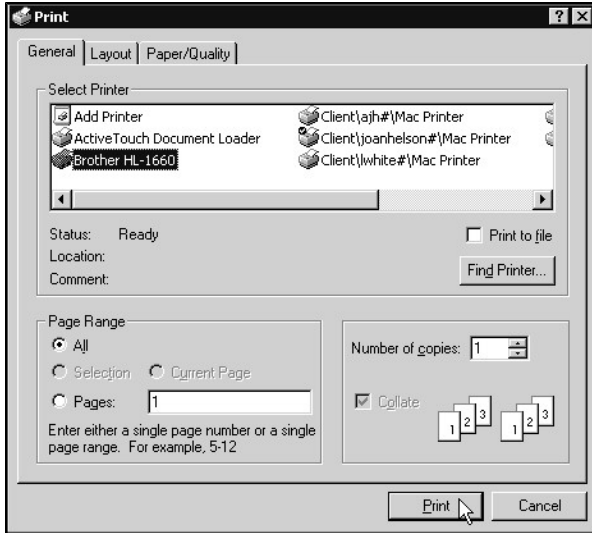 Print
General Layout Paper/Quality
Select Printer
Add Printer Client\ajh#\Mac Printer
ActiveTouch Document Loader Client\joanhelson#\Mac Printer
Brother HL-1660 Client\lwhite#\Mac Printer
Status: Ready Print to file
Location:
Comment: Find Printer...
Page Range
All Number of copies: 1
Selection Current Page
Pages: 1 Collate
1 2 3 1 2 3
Enter either a single page number or a single
page range. For example, 5-12
Print Cancel